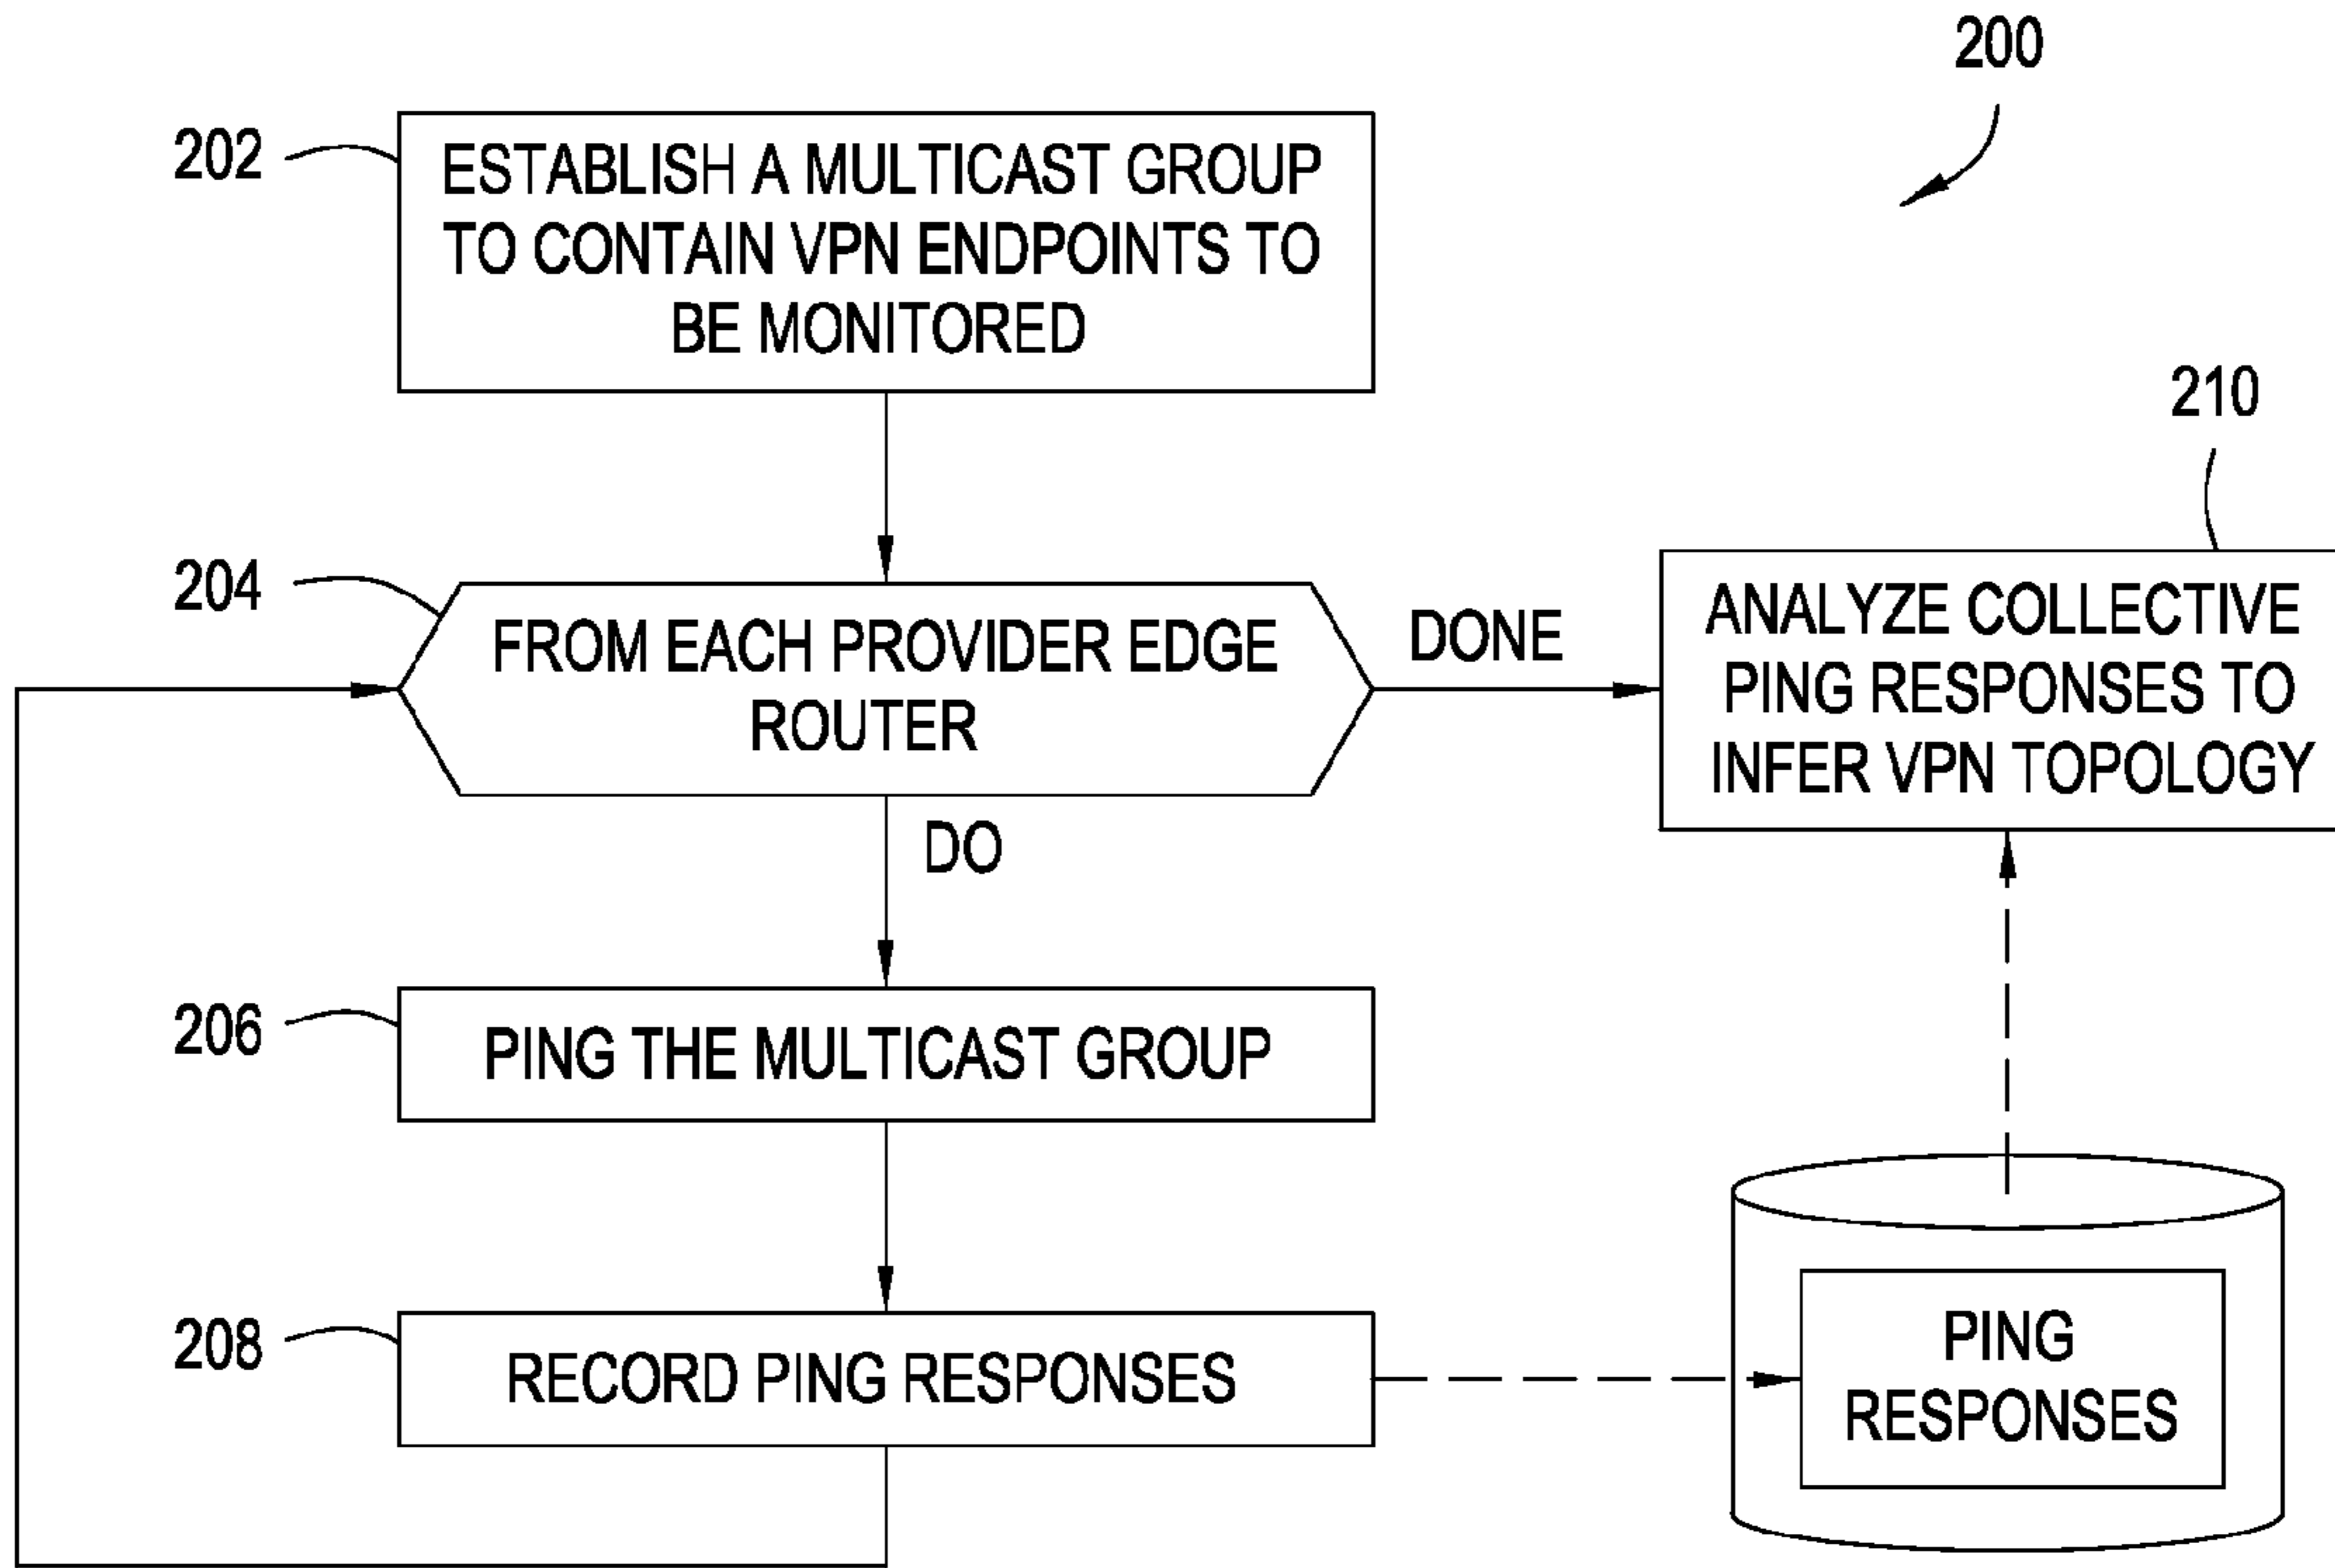 200
202
ESTABLISH A MULTICAST GROUP
TO CONTAIN VPN ENDPOINTS TO
BE MONITORED
210
204
FROM EACH PROVIDER EDGE
ROUTER
DONE
ANALYZE COLLECTIVE
PING RESPONSES TO
INFER VPN TOPOLOGY
DO
206
PING THE MULTICAST GROUP
208
RECORD PING RESPONSES
PING
RESPONSES